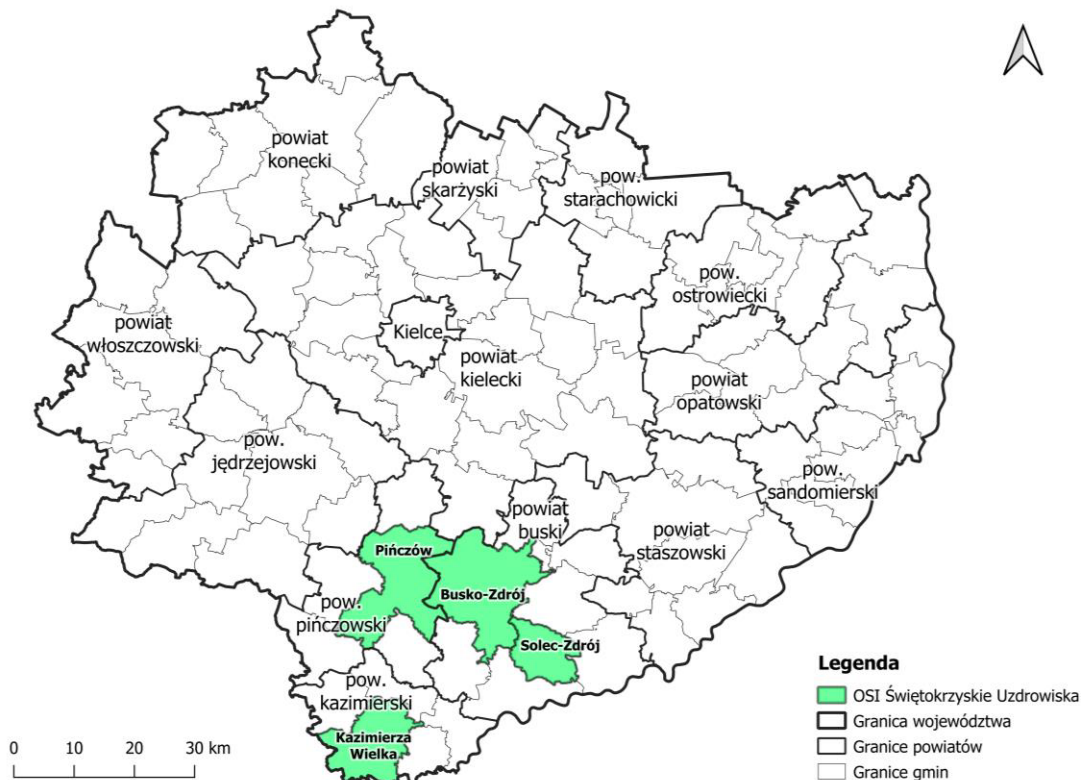 powiat
konecki
powiat
skarżyski
pow.
starachowicki
pow.
ostrowiecki
powiat
włoszczowski
Kielce
powiat
kielecki
powiat
opatowski
pow.
jędrzejowski
pow.
sandomierski
powiat
buski
powiat
staszowski
Pińczów
Busko-Zdrój
pow.
pińczowski
Solec-Zdrój
pow.
kazimierski
Kazimierza
Wielka
0 10 20 30 km
Legenda
OSI Świętokrzyskie Uzdrowiska
Granica województwa
Granice powiatów
Granice gmin